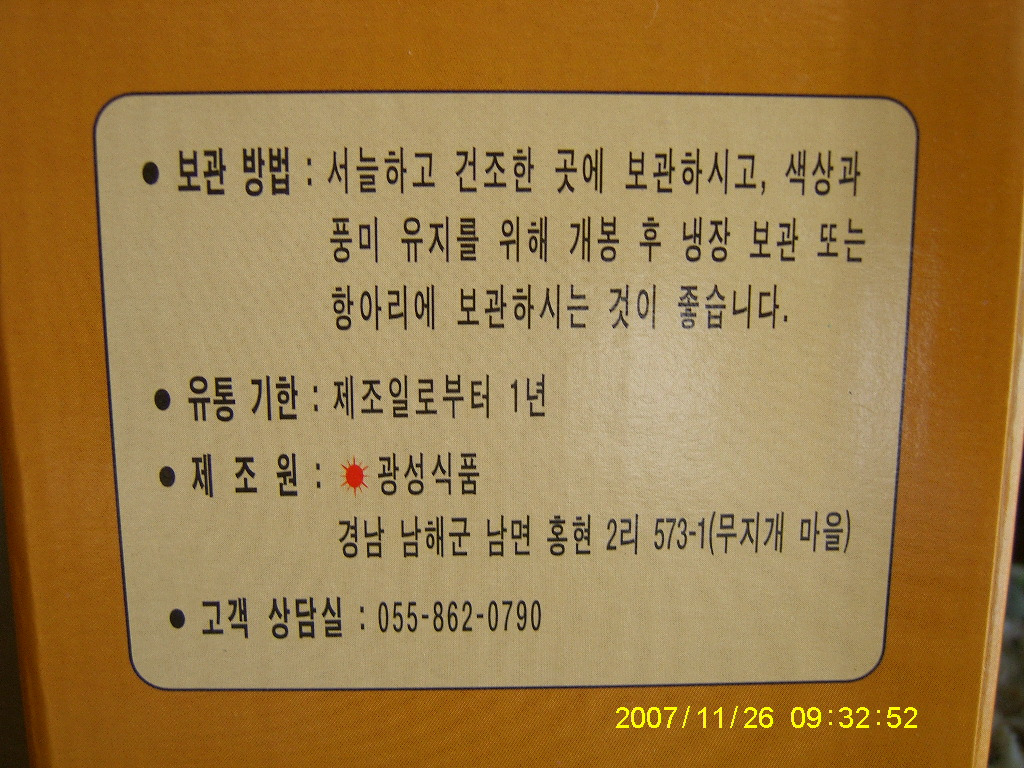 ● 보관 방법 : 서늘하고 건조한 곳에 보관하시고, 색상과
풍미 유지를 위해 개봉 후 냉장 보관 또는
항아리에 보관하시는 것이 좋습니다.
● 유통 기한 : 제조일로부터 1년
● 제 조 원 : 광성식품
경남 남해군 남면 홍현 2리 573-1(무지개 마을)
● 고객 상담실 : 055-862-0790
2007/11/26 09:32:52